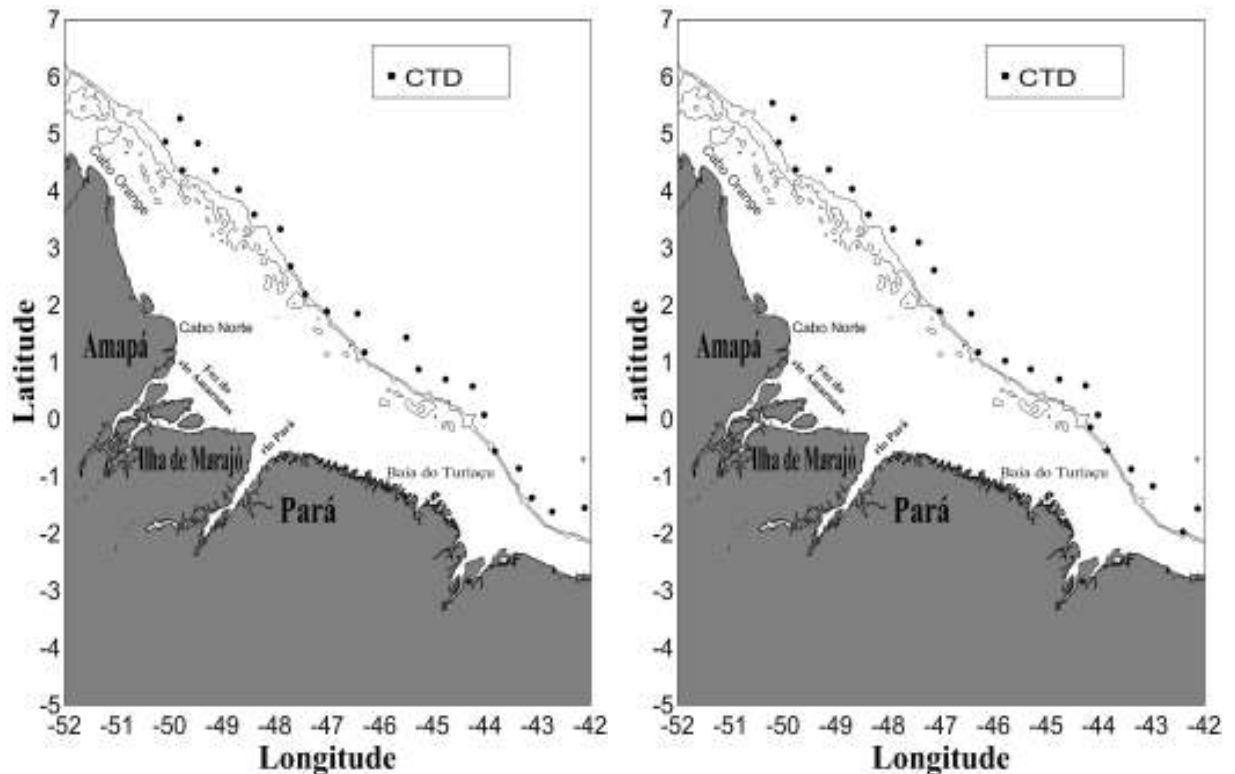 7
6
5
4
3
2
1
0
-1
-2
-3
-4
-5
Latitude
CTD
Cabo Orange
Cabo Norte
Amapá
Foz do
rio Amazonas
Ilha de Marajó
rio Pará
Pará
Baía do Turiaçu
-52 -51 -50 -49 -48 -47 -46 -45 -44 -43 -42
Longitude
7
6
5
4
3
2
1
0
-1
-2
-3
-4
-5
Latitude
CTD
Cabo Orange
Cabo Norte
Amapá
Foz do
rio Amazonas
Ilha de Marajó
rio Pará
Pará
Baía do Turiaçu
-52 -51 -50 -49 -48 -47 -46 -45 -44 -43 -42
Longitude